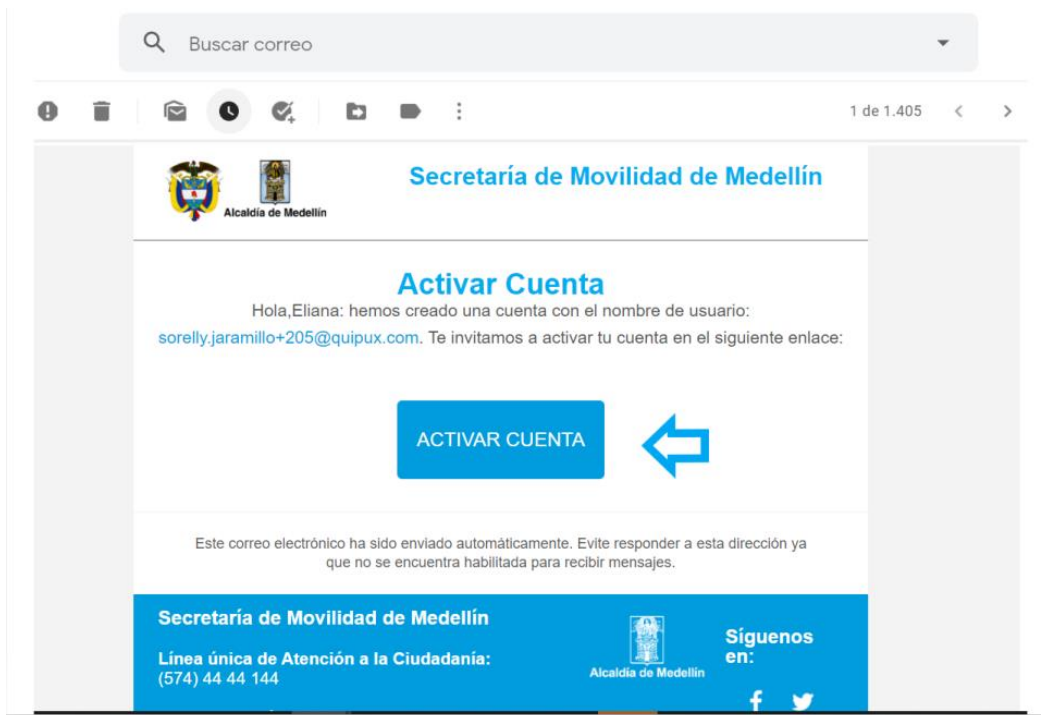 Buscar correo
1 de 1.405
Secretaría de Movilidad de Medellín
Alcaldía de Medellín
Activar Cuenta
Hola,Eliana: hemos creado una cuenta con el nombre de usuario:
sorelly.jaramillo+205@quipux.com. Te invitamos a activar tu cuenta en el siguiente enlace:
ACTIVAR CUENTA
Este correo electrónico ha sido enviado automáticamente. Evite responder a esta dirección ya
que no se encuentra habilitada para recibir mensajes.
Secretaría de Movilidad de Medellín
Línea única de Atención a la Ciudadanía:
(574) 44 44 144
Alcaldía de Medellín
Síguenos
en: